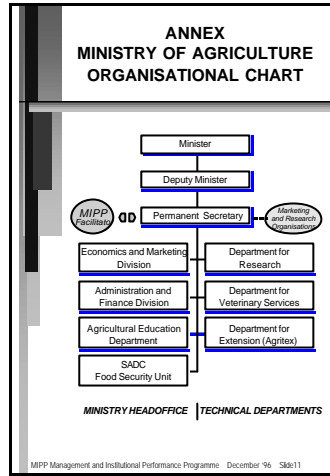 ANNEX
MINISTRY OF AGRICULTURE
ORGANISATIONAL CHART
Minister
Deputy Minister
MIPP
Facilitator
Permanent Secretary
Marketing
and Research
Organisations
Economics and Marketing
Division
Department for
Research
Administration and
Finance Division
Department for
Veterinary Services
Agricultural Education
Department
Department for
Extension (Agritex)
SADC
Food Security Unit
MINISTRY HEADOFFICE
TECHNICAL DEPARTMENTS
MIPP Management and Institutional Performance Programme December '96 Slide11